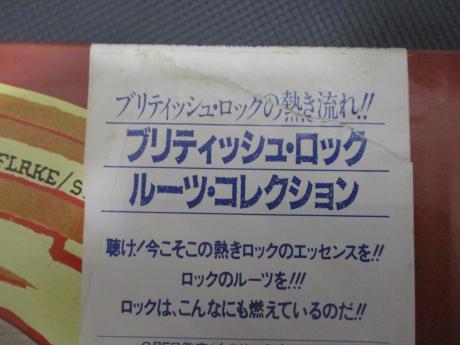 ブリティッシュ・ロックの熱き流れ!!
ブリティッシュ・ロック
ルーツ・コレクション
FLAKE/S
聴け!今こそこの熱きロックのエッセンスを!!
ロックのルーツを!!!
ロックは、こんなにも燃えているのだ!!